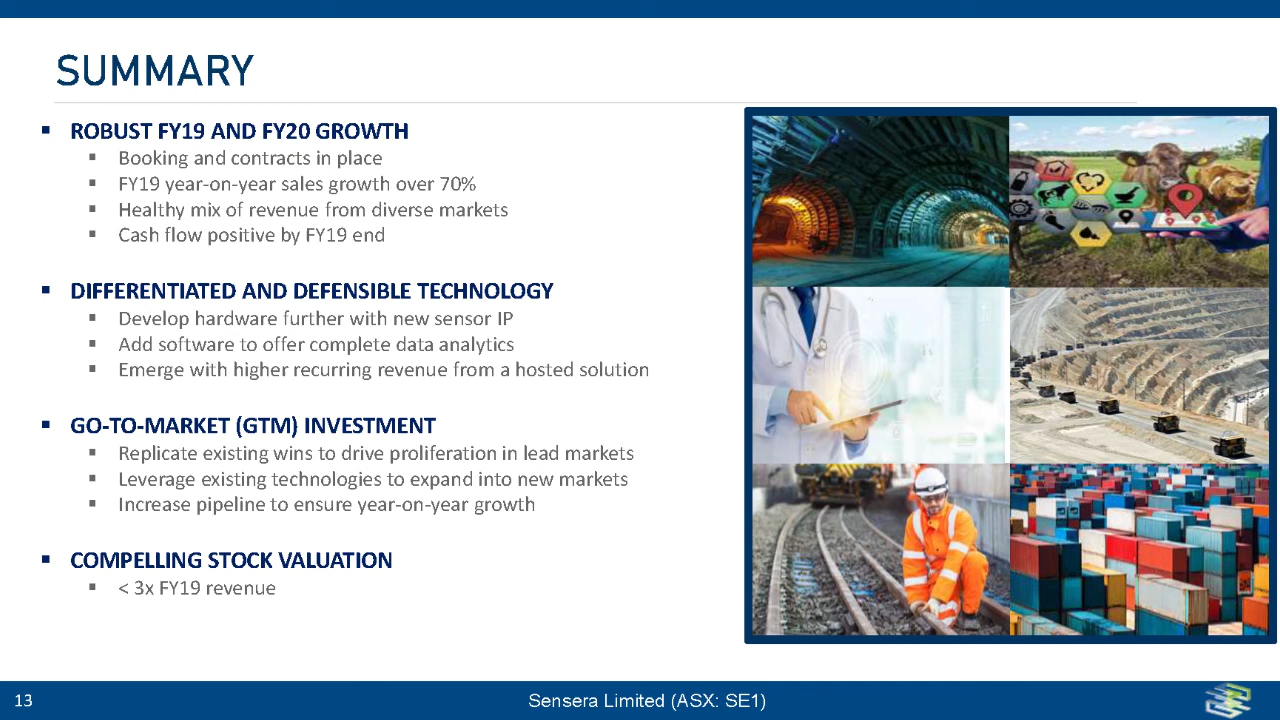 SUMMARY
▪ ROBUST FY19 AND FY20 GROWTH
▪ Booking and contracts in place
▪ FY19 year-on-year sales growth over 70%
▪ Healthy mix of revenue from diverse markets
▪ Cash flow positive by FY19 end
▪ DIFFERENTIATED AND DEFENSIBLE TECHNOLOGY
▪ Develop hardware further with new sensor IP
▪ Add software to offer complete data analytics
▪ Emerge with higher recurring revenue from a hosted solution
▪ GO-TO-MARKET (GTM) INVESTMENT
▪ Replicate existing wins to drive proliferation in lead markets
▪ Leverage existing technologies to expand into new markets
▪ Increase pipeline to ensure year-on-year growth
▪ COMPELLING STOCK VALUATION
▪ < 3x FY19 revenue
13
Sensera Limited (ASX: SE1)